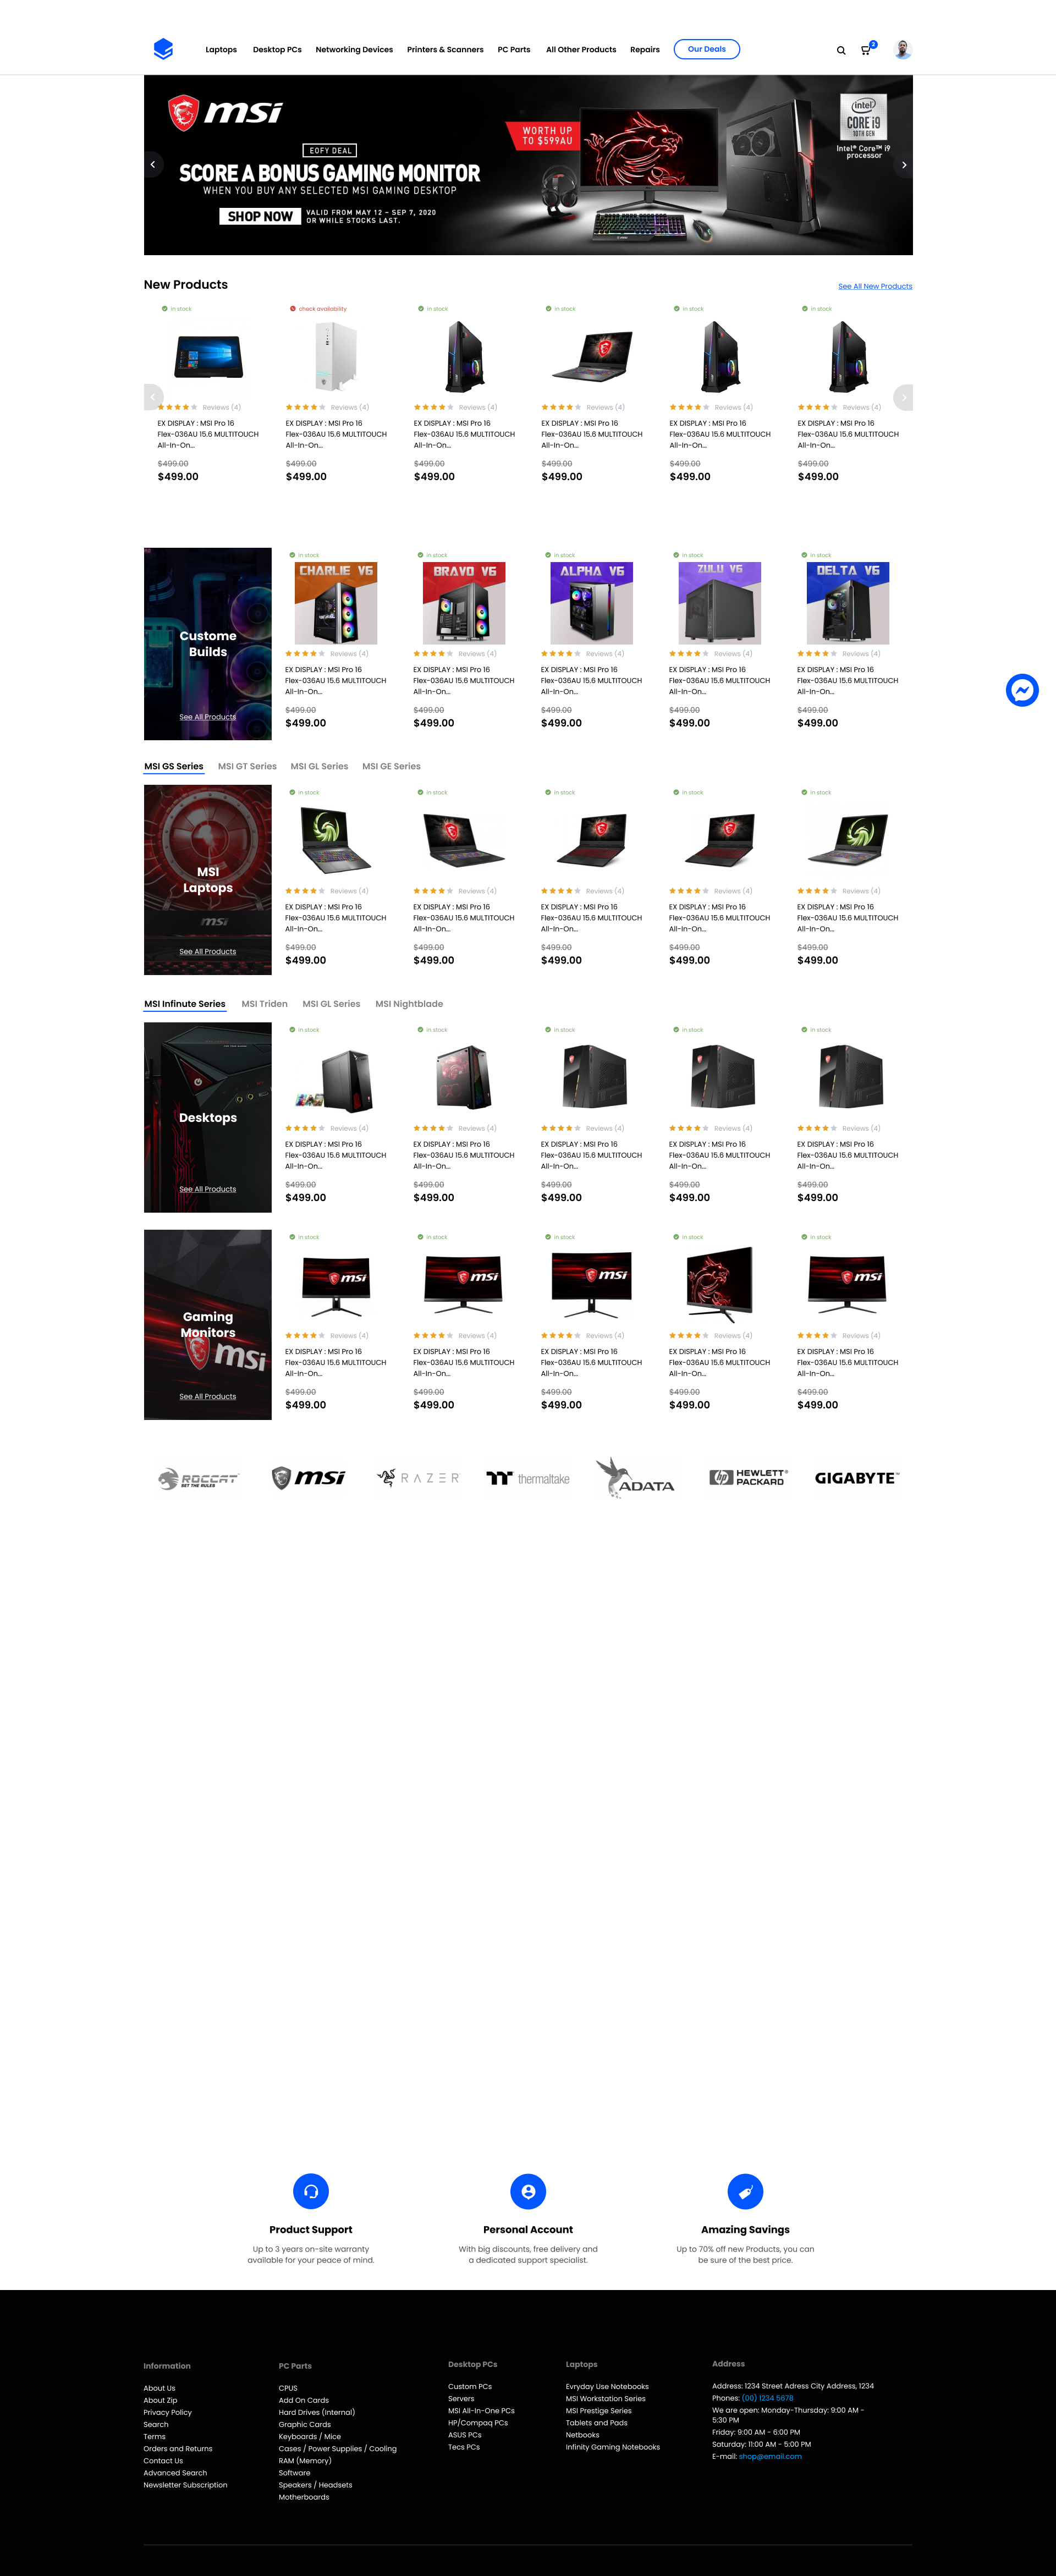 Laptops
Desktop PCs
Networking Devices
Printers & Scanners
PC Parts
All Other Products
Repairs
Our Deals
2
msi
EOFY DEAL
SCORE A BONUS GAMING MONITOR
WHEN YOU BUY ANY SELECTED MSI GAMING DESKTOP
SHOP NOW
VALID FROM MAY 12 – SEP 7, 2020
OR WHILE STOCKS LAST.
WORTH UP
TO $599AU
intel
CORE i9
10TH GEN
Intel® Core™ i9
processor
New Products
See All New Products
in stock
check availability
in stock
in stock
in stock
in stock
Reviews (4)
Reviews (4)
Reviews (4)
Reviews (4)
Reviews (4)
Reviews (4)
EX DISPLAY : MSI Pro 16
Flex-036AU 15.6 MULTITOUCH
All-In-On...
$499.00
$499.00
EX DISPLAY : MSI Pro 16
Flex-036AU 15.6 MULTITOUCH
All-In-On...
$499.00
$499.00
EX DISPLAY : MSI Pro 16
Flex-036AU 15.6 MULTITOUCH
All-In-On...
$499.00
$499.00
EX DISPLAY : MSI Pro 16
Flex-036AU 15.6 MULTITOUCH
All-In-On...
$499.00
$499.00
EX DISPLAY : MSI Pro 16
Flex-036AU 15.6 MULTITOUCH
All-In-On...
$499.00
$499.00
EX DISPLAY : MSI Pro 16
Flex-036AU 15.6 MULTITOUCH
All-In-On...
$499.00
$499.00
Custome
Builds
See All Products
in stock
CHARLIE V6
Reviews (4)
EX DISPLAY : MSI Pro 16
Flex-036AU 15.6 MULTITOUCH
All-In-On...
$499.00
$499.00
in stock
BRAVO V6
Reviews (4)
EX DISPLAY : MSI Pro 16
Flex-036AU 15.6 MULTITOUCH
All-In-On...
$499.00
$499.00
in stock
ALPHA V6
Reviews (4)
EX DISPLAY : MSI Pro 16
Flex-036AU 15.6 MULTITOUCH
All-In-On...
$499.00
$499.00
in stock
ZULU V6
Reviews (4)
EX DISPLAY : MSI Pro 16
Flex-036AU 15.6 MULTITOUCH
All-In-On...
$499.00
$499.00
in stock
DELTA V6
Reviews (4)
EX DISPLAY : MSI Pro 16
Flex-036AU 15.6 MULTITOUCH
All-In-On...
$499.00
$499.00
MSI GS Series
MSI GT Series
MSI GL Series
MSI GE Series
MSI
Laptops
msi
See All Products
in stock
Reviews (4)
EX DISPLAY : MSI Pro 16
Flex-036AU 15.6 MULTITOUCH
All-In-On...
$499.00
$499.00
in stock
Reviews (4)
EX DISPLAY : MSI Pro 16
Flex-036AU 15.6 MULTITOUCH
All-In-On...
$499.00
$499.00
in stock
Reviews (4)
EX DISPLAY : MSI Pro 16
Flex-036AU 15.6 MULTITOUCH
All-In-On...
$499.00
$499.00
in stock
Reviews (4)
EX DISPLAY : MSI Pro 16
Flex-036AU 15.6 MULTITOUCH
All-In-On...
$499.00
$499.00
in stock
Reviews (4)
EX DISPLAY : MSI Pro 16
Flex-036AU 15.6 MULTITOUCH
All-In-On...
$499.00
$499.00
MSI Infinute Series
MSI Triden
MSI GL Series
MSI Nightblade
Desktops
See All Products
in stock
Reviews (4)
EX DISPLAY : MSI Pro 16
Flex-036AU 15.6 MULTITOUCH
All-In-On...
$499.00
$499.00
in stock
Reviews (4)
EX DISPLAY : MSI Pro 16
Flex-036AU 15.6 MULTITOUCH
All-In-On...
$499.00
$499.00
in stock
Reviews (4)
EX DISPLAY : MSI Pro 16
Flex-036AU 15.6 MULTITOUCH
All-In-On...
$499.00
$499.00
in stock
Reviews (4)
EX DISPLAY : MSI Pro 16
Flex-036AU 15.6 MULTITOUCH
All-In-On...
$499.00
$499.00
in stock
Reviews (4)
EX DISPLAY : MSI Pro 16
Flex-036AU 15.6 MULTITOUCH
All-In-On...
$499.00
$499.00
Gaming
Monitors
msi
See All Products
in stock
msi
Reviews (4)
EX DISPLAY : MSI Pro 16
Flex-036AU 15.6 MULTITOUCH
All-In-On...
$499.00
$499.00
in stock
msi
Reviews (4)
EX DISPLAY : MSI Pro 16
Flex-036AU 15.6 MULTITOUCH
All-In-On...
$499.00
$499.00
in stock
msi
Reviews (4)
EX DISPLAY : MSI Pro 16
Flex-036AU 15.6 MULTITOUCH
All-In-On...
$499.00
$499.00
in stock
Reviews (4)
EX DISPLAY : MSI Pro 16
Flex-036AU 15.6 MULTITOUCH
All-In-On...
$499.00
$499.00
in stock
msi
Reviews (4)
EX DISPLAY : MSI Pro 16
Flex-036AU 15.6 MULTITOUCH
All-In-On...
$499.00
$499.00
ROCCAT
SET THE RULES
msi
RAZER
thermaltake
ADATA
hp
HEWLETT
PACKARD
GIGABYTE™
Product Support
Up to 3 years on-site warranty
available for your peace of mind.
Personal Account
With big discounts, free delivery and
a dedicated support specialist.
Amazing Savings
Up to 70% off new Products, you can
be sure of the best price.
Information
About Us
About Zip
Privacy Policy
Search
Terms
Orders and Returns
Contact Us
Advanced Search
Newsletter Subscription
PC Parts
CPUS
Add On Cards
Hard Drives (Internal)
Graphic Cards
Keyboards / Mice
Cases / Power Supplies / Cooling
RAM (Memory)
Software
Speakers / Headsets
Motherboards
Desktop PCs
Custom PCs
Servers
MSI All-In-One PCs
HP/Compaq PCs
ASUS PCs
Tecs PCs
Laptops
Evryday Use Notebooks
MSI Workstation Series
MSI Prestige Series
Tablets and Pads
Netbooks
Infinity Gaming Notebooks
Address
Address: 1234 Street Adress City Address, 1234
Phones: (00) 1234 5678
We are open: Monday-Thursday: 9:00 AM -
5:30 PM
Friday: 9:00 AM - 6:00 PM
Saturday: 11:00 AM - 5:00 PM
E-mail: shop@email.com